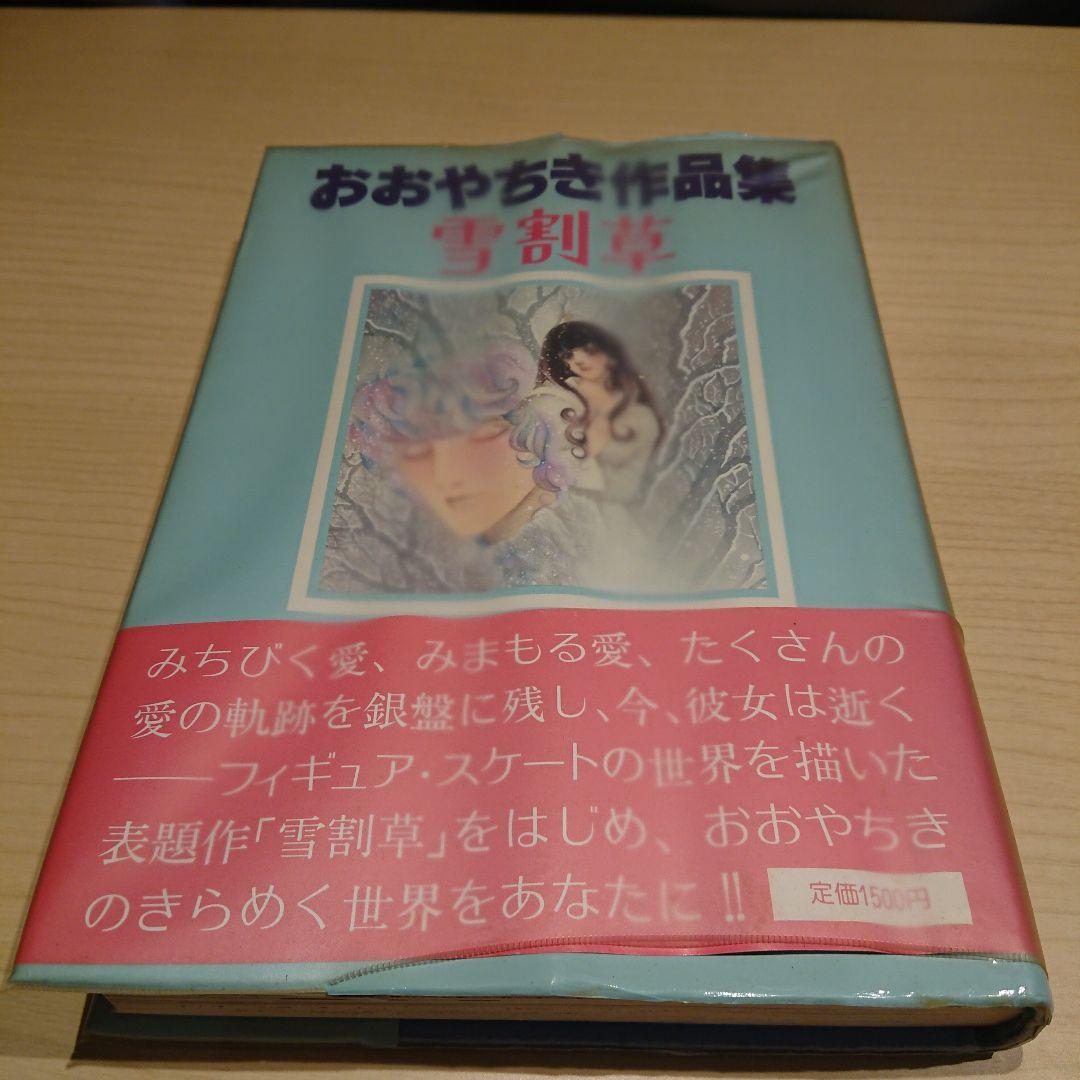 おおやちき作品集
雪割草
みちびく愛、みまもる愛、たくさんの
愛の軌跡を銀盤に残し、今、彼女は逝く
――フィギュア・スケートの世界を描いた
表題作「雪割草」をはじめ、おおやちき
のきらめく世界をあなたに!!
定価1500円